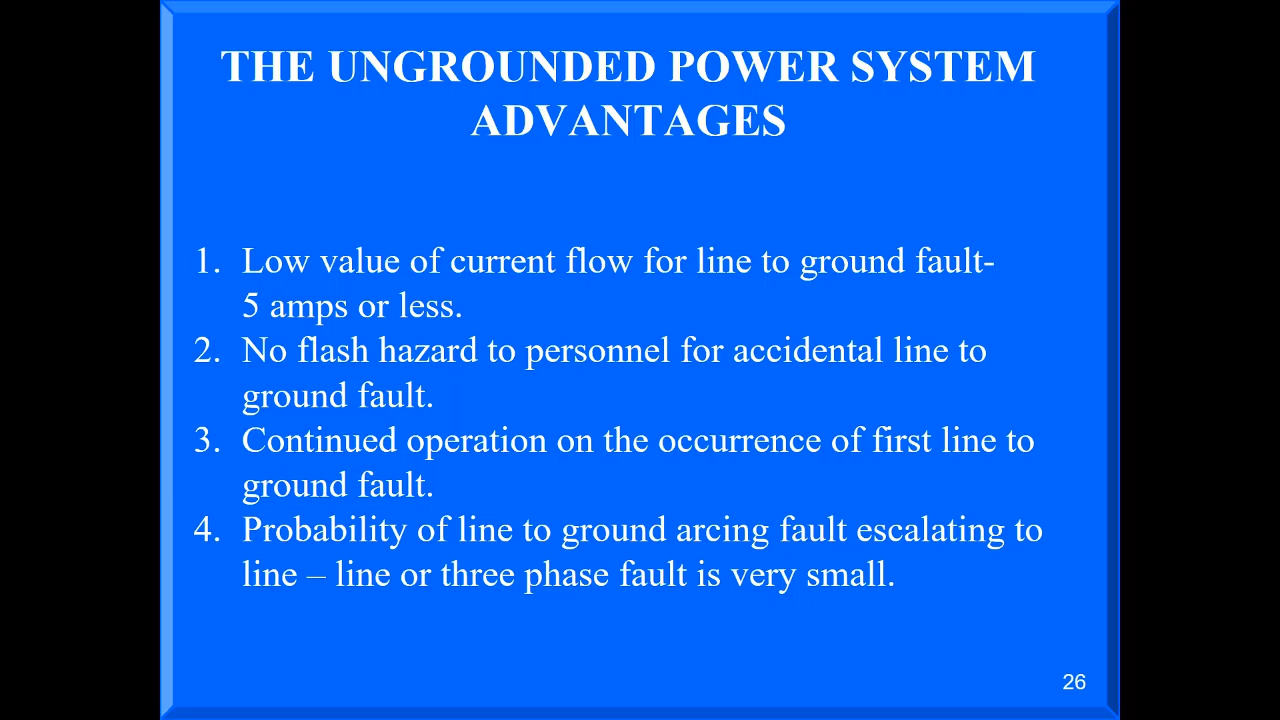 THE UNGROUNDED POWER SYSTEM
ADVANTAGES
1. Low value of current flow for line to ground fault-
5 amps or less.
2. No flash hazard to personnel for accidental line to
ground fault.
3. Continued operation on the occurrence of first line to
ground fault.
4. Probability of line to ground arcing fault escalating to
line – line or three phase fault is very small.
26